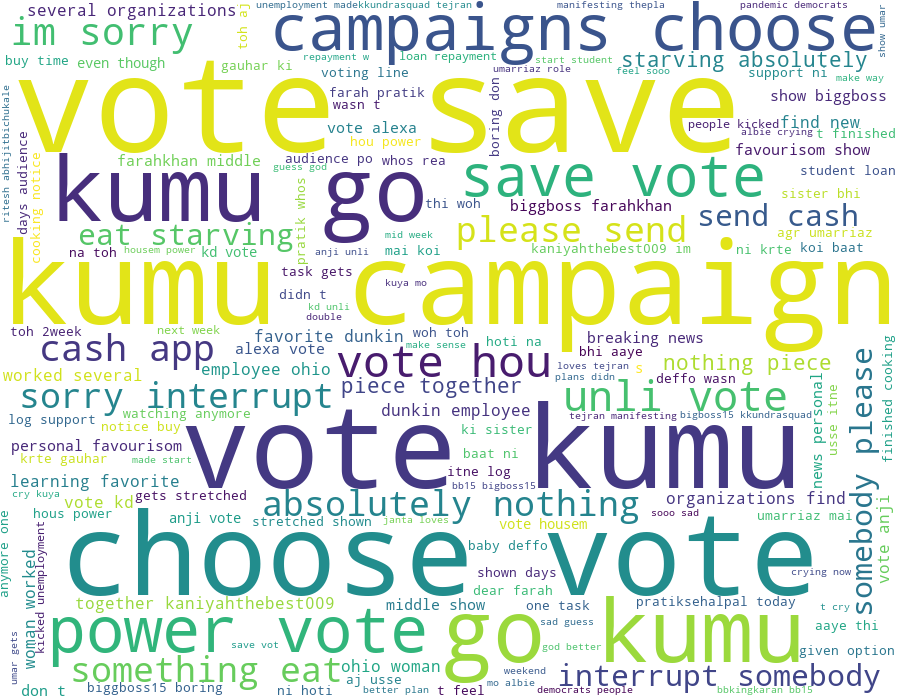 several organizations
toh aj
unemployment madekkundrasquad tejran
manifesting thepla
pandemic democrats
im sorry
campaigns choose
show umar
buy time
even though
gauhar ki
repayment w
loan repayment
start student
starving absolutely
voting line
umarriaz role
feel sooo
support ni
make way
vote save
farah pratik
wasn t
boring don
show biggboss
ritesh abhijitbichukale
vote alexa
hou power
people kicked
find new
albie crying
t finished
days audience
cooking notice
farahkhan middle
audience po
whos rea
favourisom show
guess god
kumu go
save vote
student loan
pratik whos
thi woh
biggboss farahkhan
sister bhi
send cash
eat starving
mid week
please send
agr umarriaz
na toh
housem power
kd vote
anji unli
mai koi
kaniyahthebest009 im
ni krte
koi baat
kumu campaign
task gets
kuya mo
didn t
kd unli
double
toh 2week
next week
favorite dunkin
woh toh
make sense
hoti na
breaking news
finished cooking
cash app
alexa vote
vote hou
bhi aaye
nothing piece
somebody please
worked several
employee ohio
loves tejran
s
plans didn
deffo wasn
news personal
sorry interrupt
piece together
unli vote
usse itne
log support
watching anymore
dunkin employee
tejran manifesting
bigboss15 kkundrasquad
notice buy
vote kumu
ki sister
personal favourisom
baat ni
krte gauhar
made start
itne log
learning favorite
bb15 bigboss15
cry kuya
vote kd
gets stretched
absolutely nothing
organizations find
hous power
anji vote
stretched shown
janta loves
vote housem
sooo sad
umarriaz mai
vote anji
anymore one
kicked unemployment
woman worked
choose vote
baby deffo
shown days
crying now
dear farah
together kaniyahthebest009
middle show
one task
pratiksehalpal today
t cry
power vote
go kumu
sad guess
aaye thi
save vot
god better
given option
umar gets
something eat
ohio woman
weekend
interrupt somebody
aj usse
mo albie
don t
biggboss15 boring
ni hoti
better plan
t feel
democrats people
bbkingkaran bb15